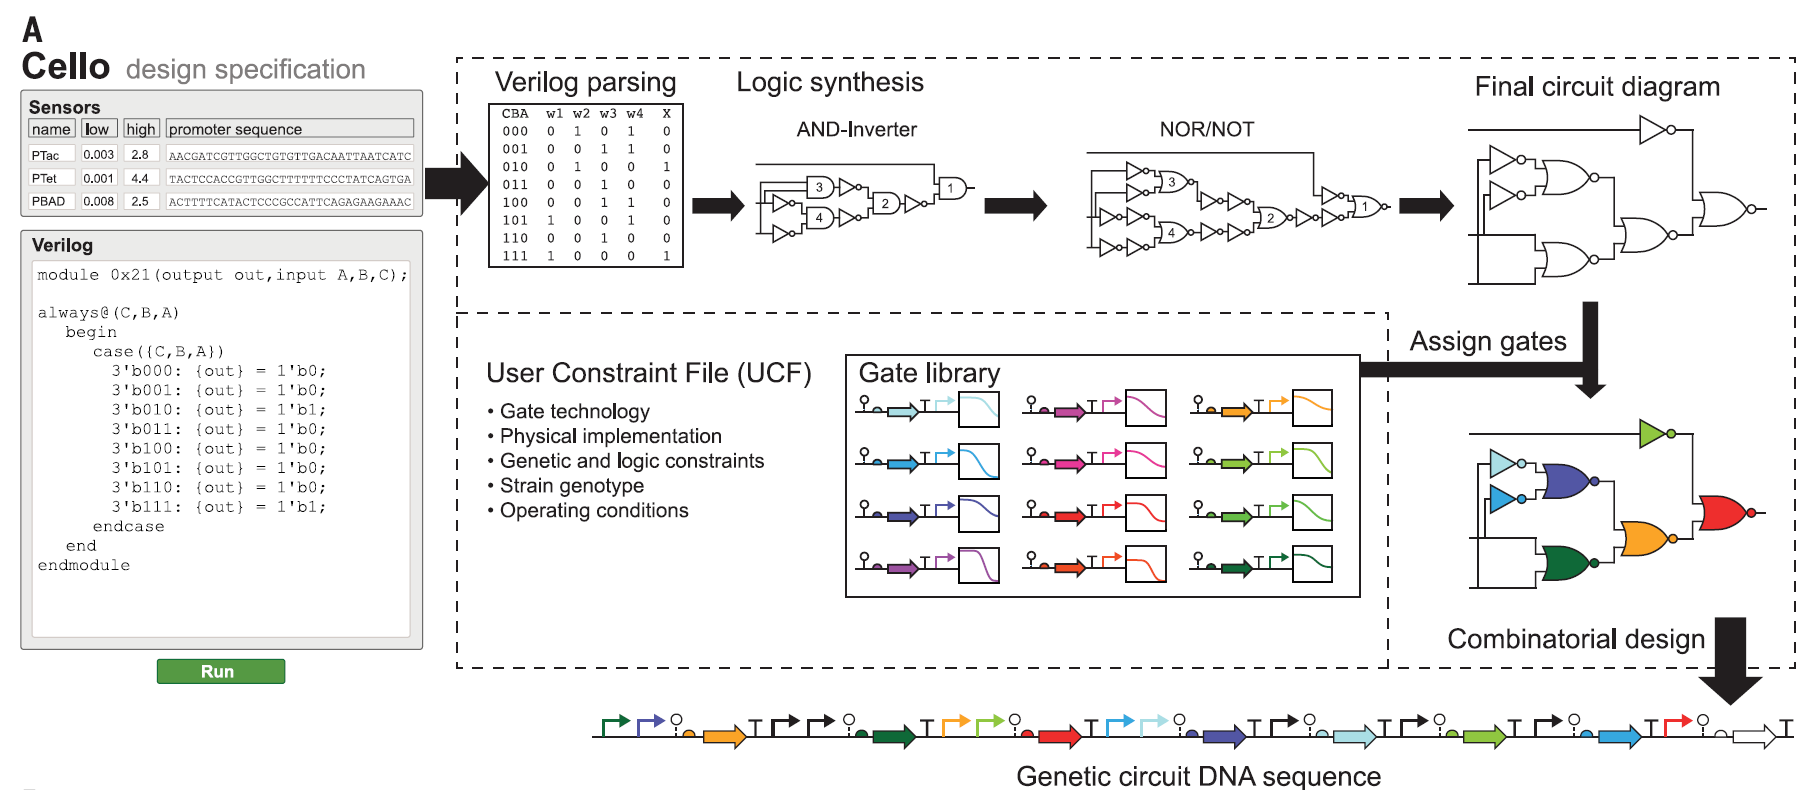 A
Cello design specification
Sensors
name low high promoter sequence
PTac 0.003 2.8 AACGATCGTTGGCTGTGTTGACAATTAATCATC
PTet 0.001 4.4 TACTCCACCGTTGGCTTTTTTCCCTATCAGTGA
PBAD 0.008 2.5 ACTTTTCATACTCCCGCCATTCAGAGAAGAAAC
Verilog
module 0x21(output out,input A,B,C);
always@(C,B,A)
begin
case({C,B,A})
3'b000: {out} = 1'b0;
3'b001: {out} = 1'b0;
3'b010: {out} = 1'b1;
3'b011: {out} = 1'b0;
3'b100: {out} = 1'b0;
3'b101: {out} = 1'b0;
3'b110: {out} = 1'b0;
3'b111: {out} = 1'b1;
endcase
end
endmodule
Run
Verilog parsing
CBA w1 w2 w3 w4 X
000 0 1 0 1 0
001 0 0 1 1 0
010 0 1 0 0 1
011 0 0 1 0 0
100 0 0 1 1 0
101 1 0 0 1 0
110 0 0 1 0 0
111 1 0 0 0 1
Logic synthesis
AND-Inverter
3
4
2
1
NOR/NOT
3
4
2
1
Final circuit diagram
Assign gates
User Constraint File (UCF)
• Gate technology
• Physical implementation
• Genetic and logic constraints
• Strain genotype
• Operating conditions
Gate library
Combinatorial design
Genetic circuit DNA sequence